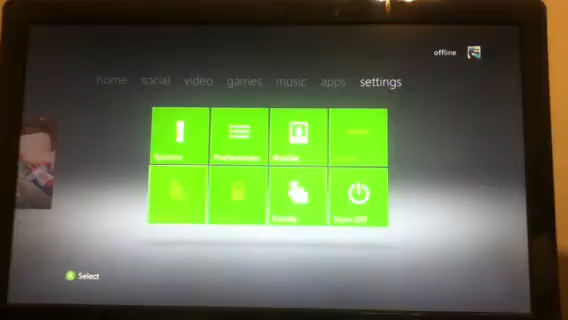 offline
home social video games music apps settings
System Preferences Profile
Family Turn Off
Select